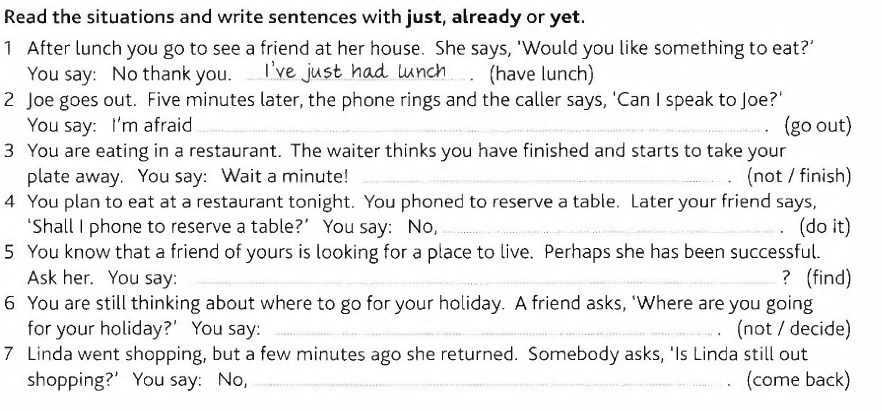 Read the situations and write sentences with just, already or yet.
1 After lunch you go to see a friend at her house. She says, 'Would you like something to eat?'
You say: No thank you. I've just had lunch . (have lunch)
2 Joe goes out. Five minutes later, the phone rings and the caller says, 'Can I speak to Joe?'
You say: I'm afraid . (go out)
3 You are eating in a restaurant. The waiter thinks you have finished and starts to take your
plate away. You say: Wait a minute! . (not / finish)
4 You plan to eat at a restaurant tonight. You phoned to reserve a table. Later your friend says,
'Shall I phone to reserve a table?' You say: No, . (do it)
5 You know that a friend of yours is looking for a place to live. Perhaps she has been successful.
Ask her. You say: ? (find)
6 You are still thinking about where to go for your holiday. A friend asks, 'Where are you going
for your holiday?' You say: . (not / decide)
7 Linda went shopping, but a few minutes ago she returned. Somebody asks, 'Is Linda still out
shopping?' You say: No, . (come back)